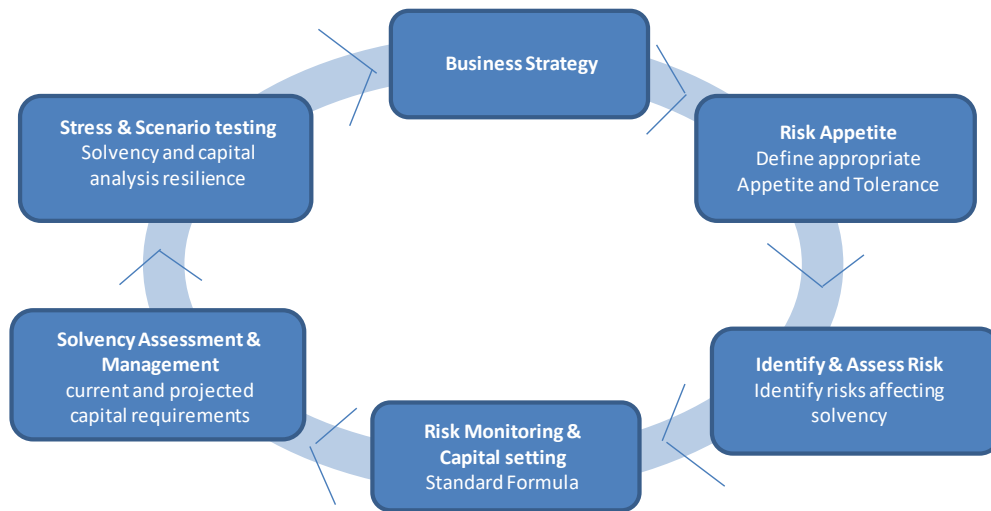 Business Strategy
Risk Appetite
Define appropriate
Appetite and Tolerance
Identify & Assess Risk
Identify risks affecting
solvency
Risk Monitoring &
Capital setting
Standard Formula
Solvency Assessment &
Management
current and projected
capital requirements
Stress & Scenario testing
Solvency and capital
analysis resilience